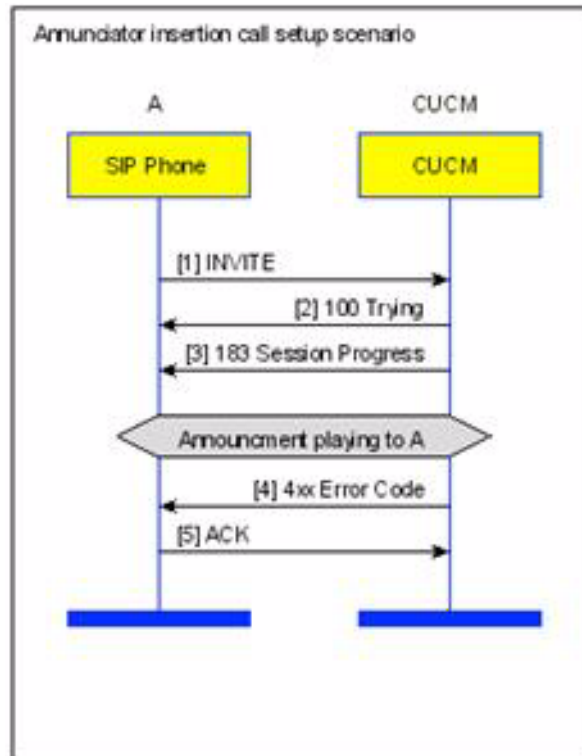 Annunciator insertion call setup scenario
A
CUCM
SIP Phone
CUCM
[1] INVITE
[2] 100 Trying
[3] 183 Session Progress
Announcment playing to A
[4] 4xx Error Code
[5] ACK